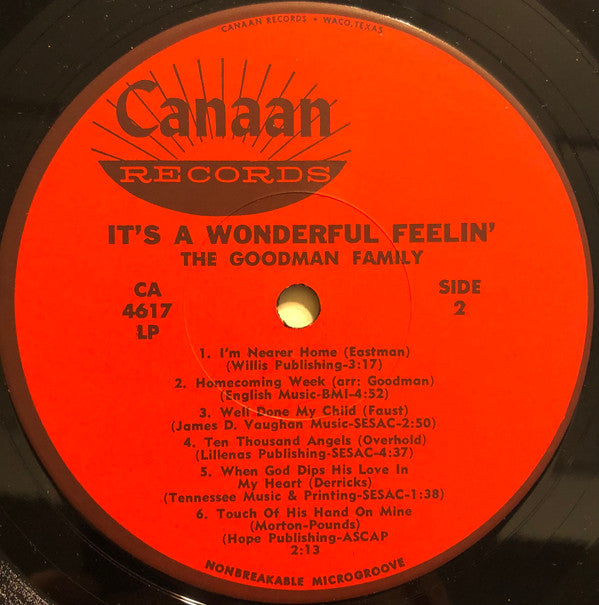 CANAAN RECORDS • WACO, TEXAS
Canaan
RECORDS
IT'S A WONDERFUL FEELIN'
THE GOODMAN FAMILY
CA
4617
LP
SIDE
2
1. I'm Nearer Home (Eastman)
(Willis Publishing-3:17)
2. Homecoming Week (arr: Goodman)
(English Music-BMI-4:52)
3. Well Done My Child (Faust)
(James D. Vaughan Music-SESAC-2:50)
4. Ten Thousand Angels (Overhold)
(Lillenas Publishing-SESAC-4:37)
5. When God Dips His Love In
My Heart (Derricks)
(Tennessee Music & Printing-SESAC-1:38)
6. Touch Of His Hand On Mine
(Morton-Pounds)
(Hope Publishing-ASCAP
2:13
NONBREAKABLE MICROGROOVE